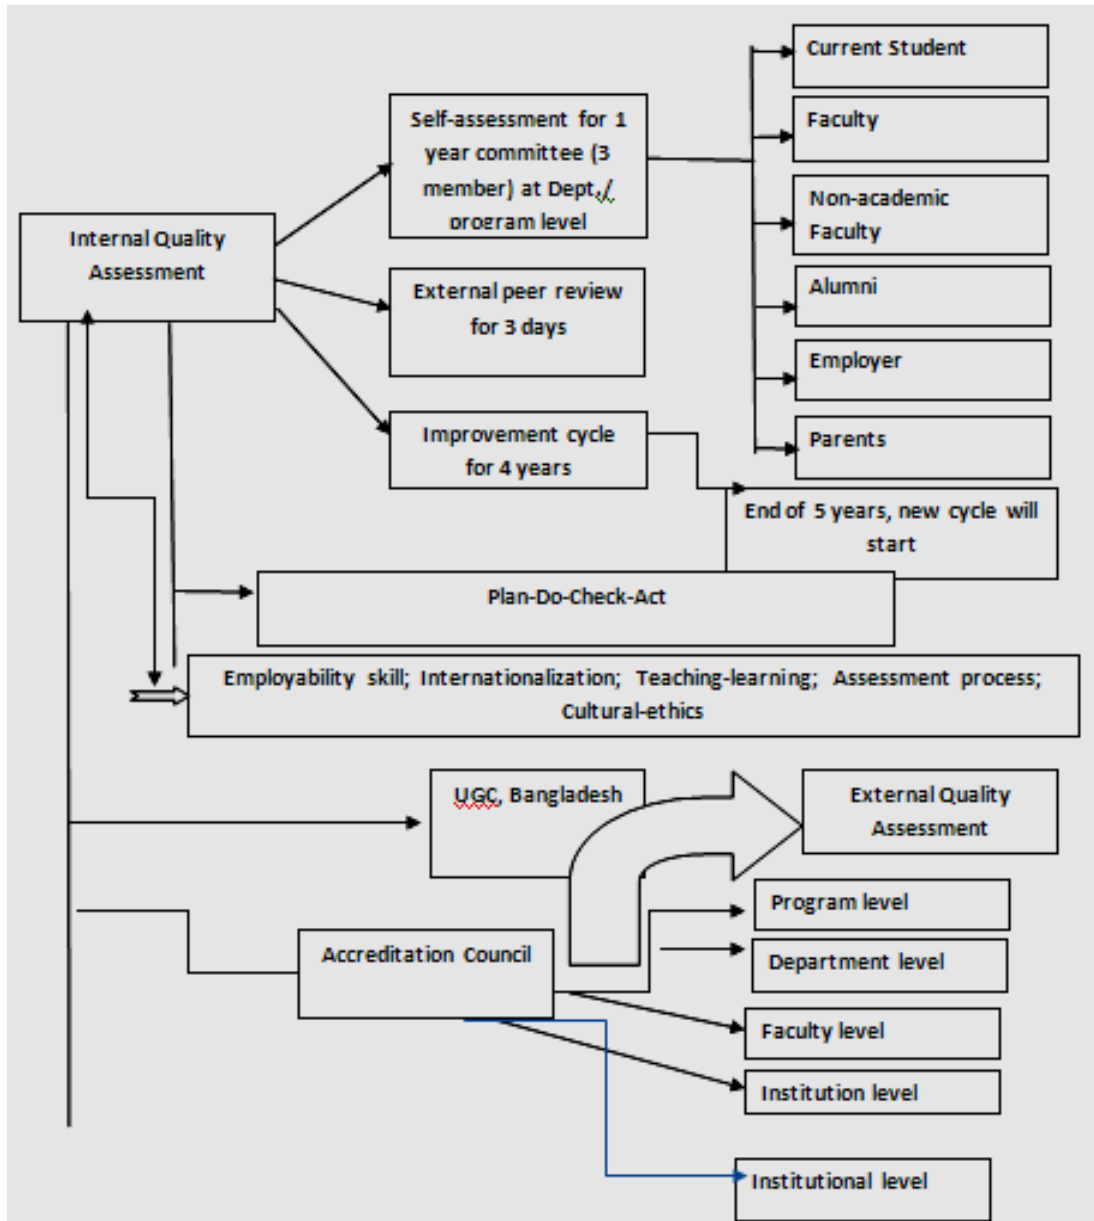 Current Student
Self-assessment for 1
year committee (3
member) at Dept./
program level
Faculty
Non-academic
Faculty
Internal Quality
Assessment
External peer review
for 3 days
Alumni
Employer
Improvement cycle
for 4 years
Parents
End of 5 years, new cycle will
start
Plan-Do-Check-Act
Employability skill; Internationalization; Teaching-learning; Assessment process;
Cultural-ethics
UGC, Bangladesh
External Quality
Assessment
Program level
Accreditation Council
Department level
Faculty level
Institution level
Institutional level